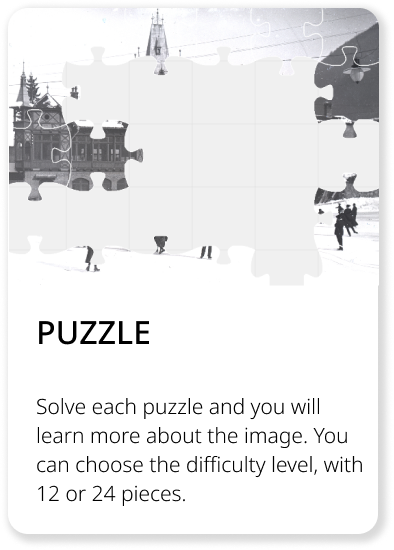 PUZZLE
Solve each puzzle and you will
learn more about the image. You
can choose the difficulty level, with
12 or 24 pieces.